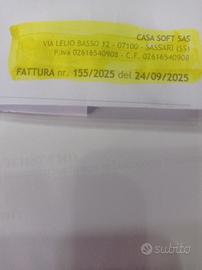 CASA SOFT SAS
VIA LELIO BASSO 12 - 07100 - SASSARI (SS)
P.Iva 02616540908 - C.F. 02616540908
FATTURA nr. 155/2025 del 24/09/2025
subito